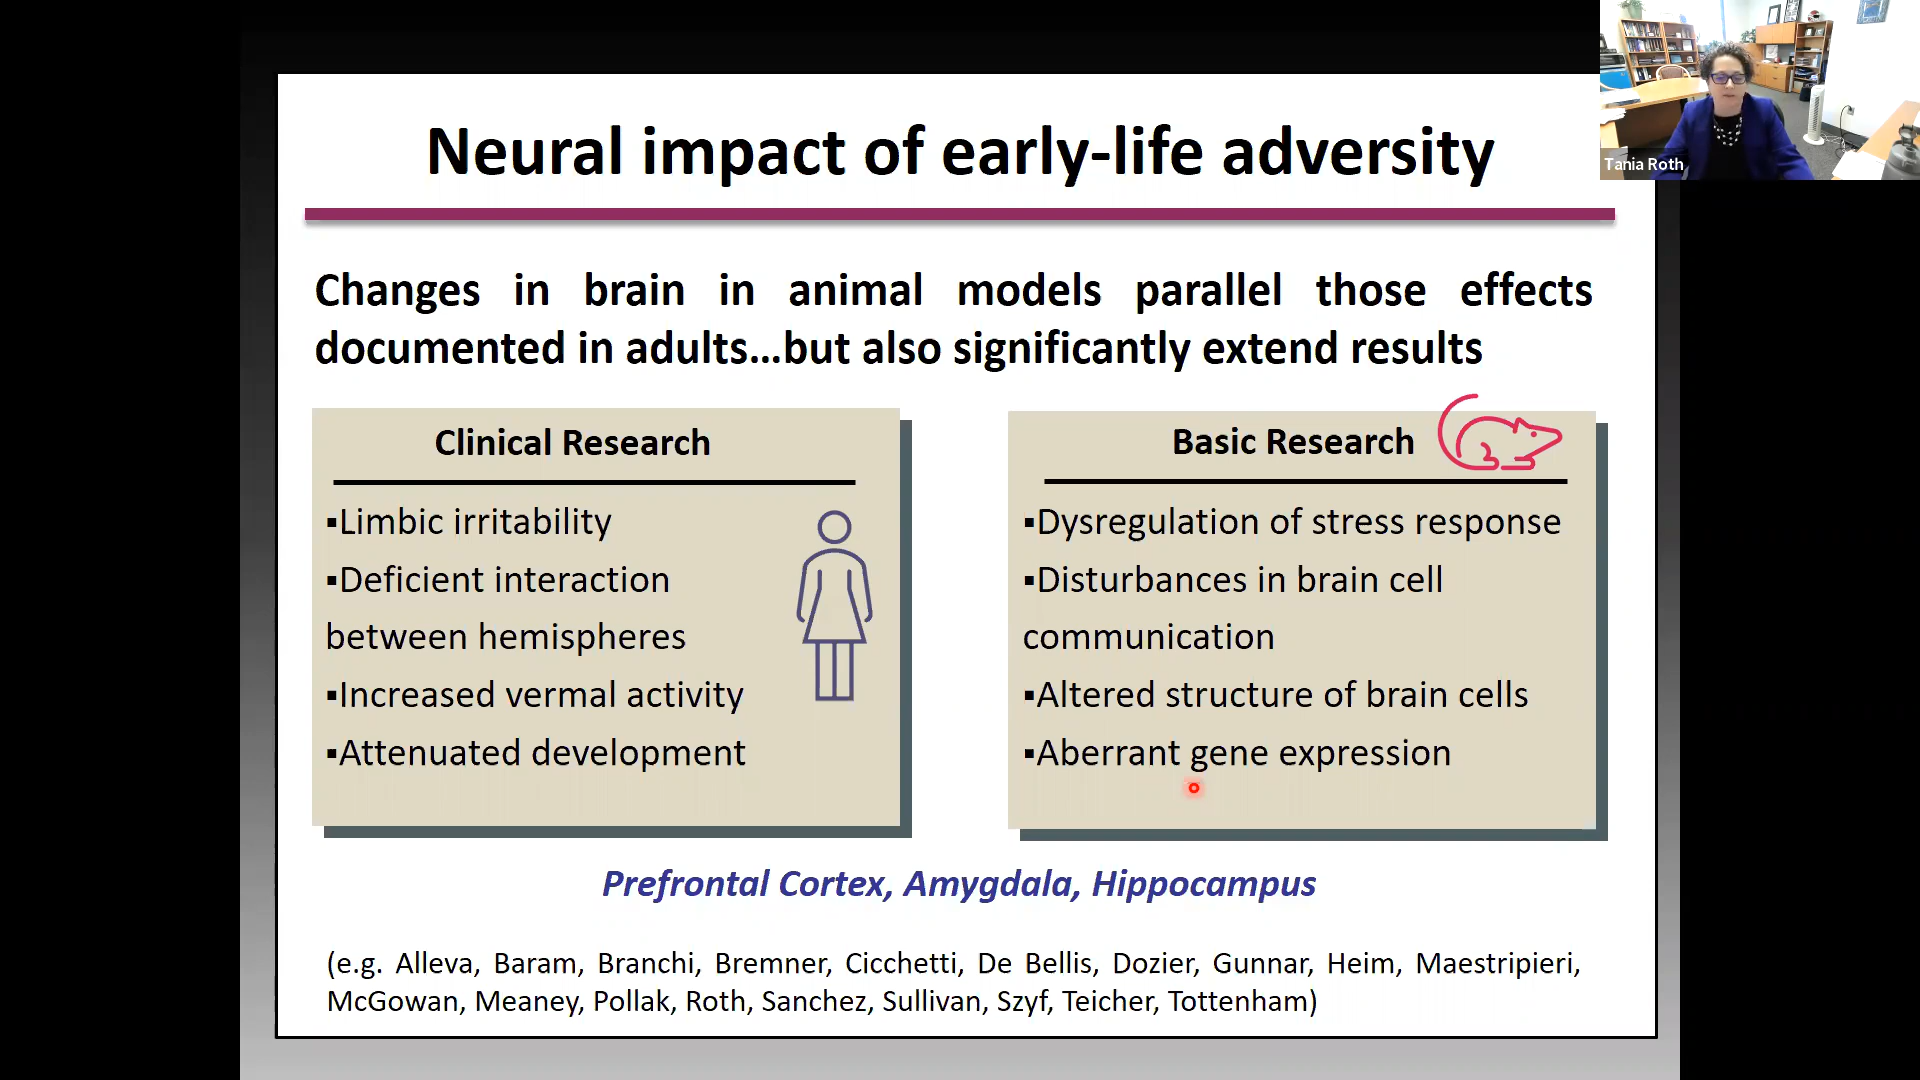 Neural impact of early-life adversity
Changes in brain in animal models parallel those effects
documented in adults...but also significantly extend results
Clinical Research
▪Limbic irritability
▪Deficient interaction
between hemispheres
▪Increased vermal activity
▪Attenuated development
Basic Research
▪Dysregulation of stress response
▪Disturbances in brain cell
communication
▪Altered structure of brain cells
▪Aberrant gene expression
Prefrontal Cortex, Amygdala, Hippocampus
(e.g. Alleva, Baram, Branchi, Bremner, Cicchetti, De Bellis, Dozier, Gunnar, Heim, Maestripieri,
McGowan, Meaney, Pollak, Roth, Sanchez, Sullivan, Szyf, Teicher, Tottenham)
Tania Roth